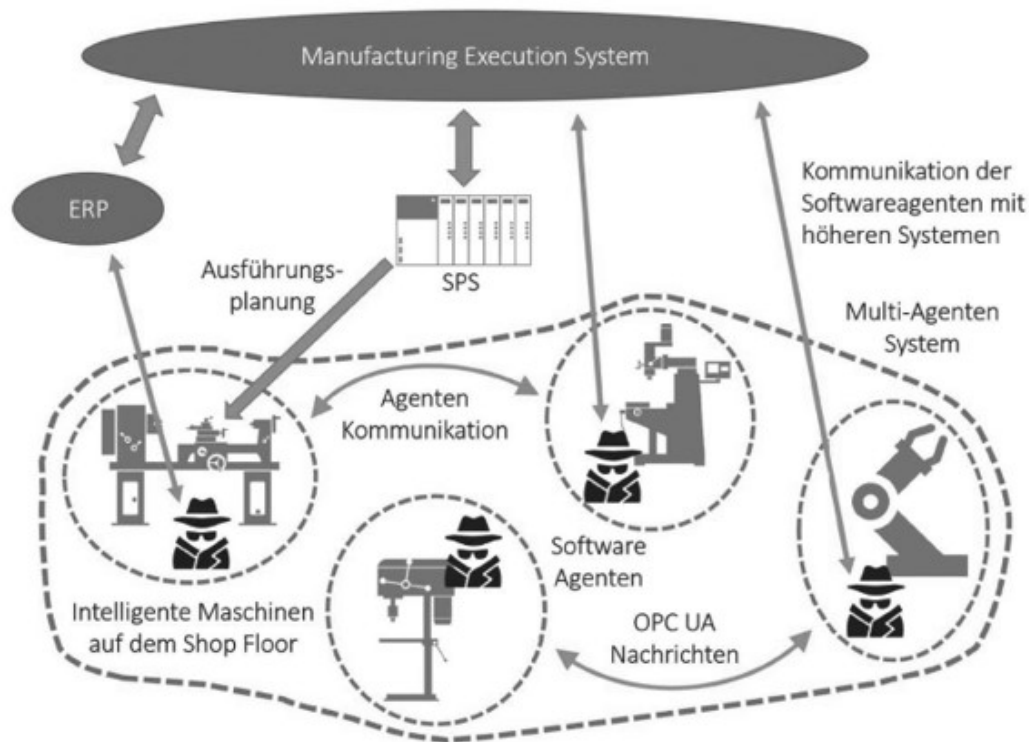 Manufacturing Execution System
ERP
SPS
Ausführungs-
planung
Kommunikation der
Softwareagenten mit
höheren Systemen
Multi-Agenten
System
Agenten
Kommunikation
Software
Agenten
Intelligente Maschinen
auf dem Shop Floor
OPC UA
Nachrichten